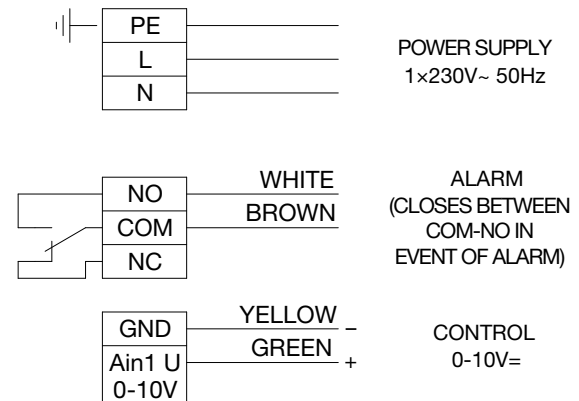 PE
L
N
POWER SUPPLY
1×230V~ 50Hz
NO
COM
NC
WHITE
BROWN
ALARM
(CLOSES BETWEEN
COM-NO IN
EVENT OF ALARM)
GND
Ain1 U
0-10V
YELLOW –
GREEN +
CONTROL
0-10V=